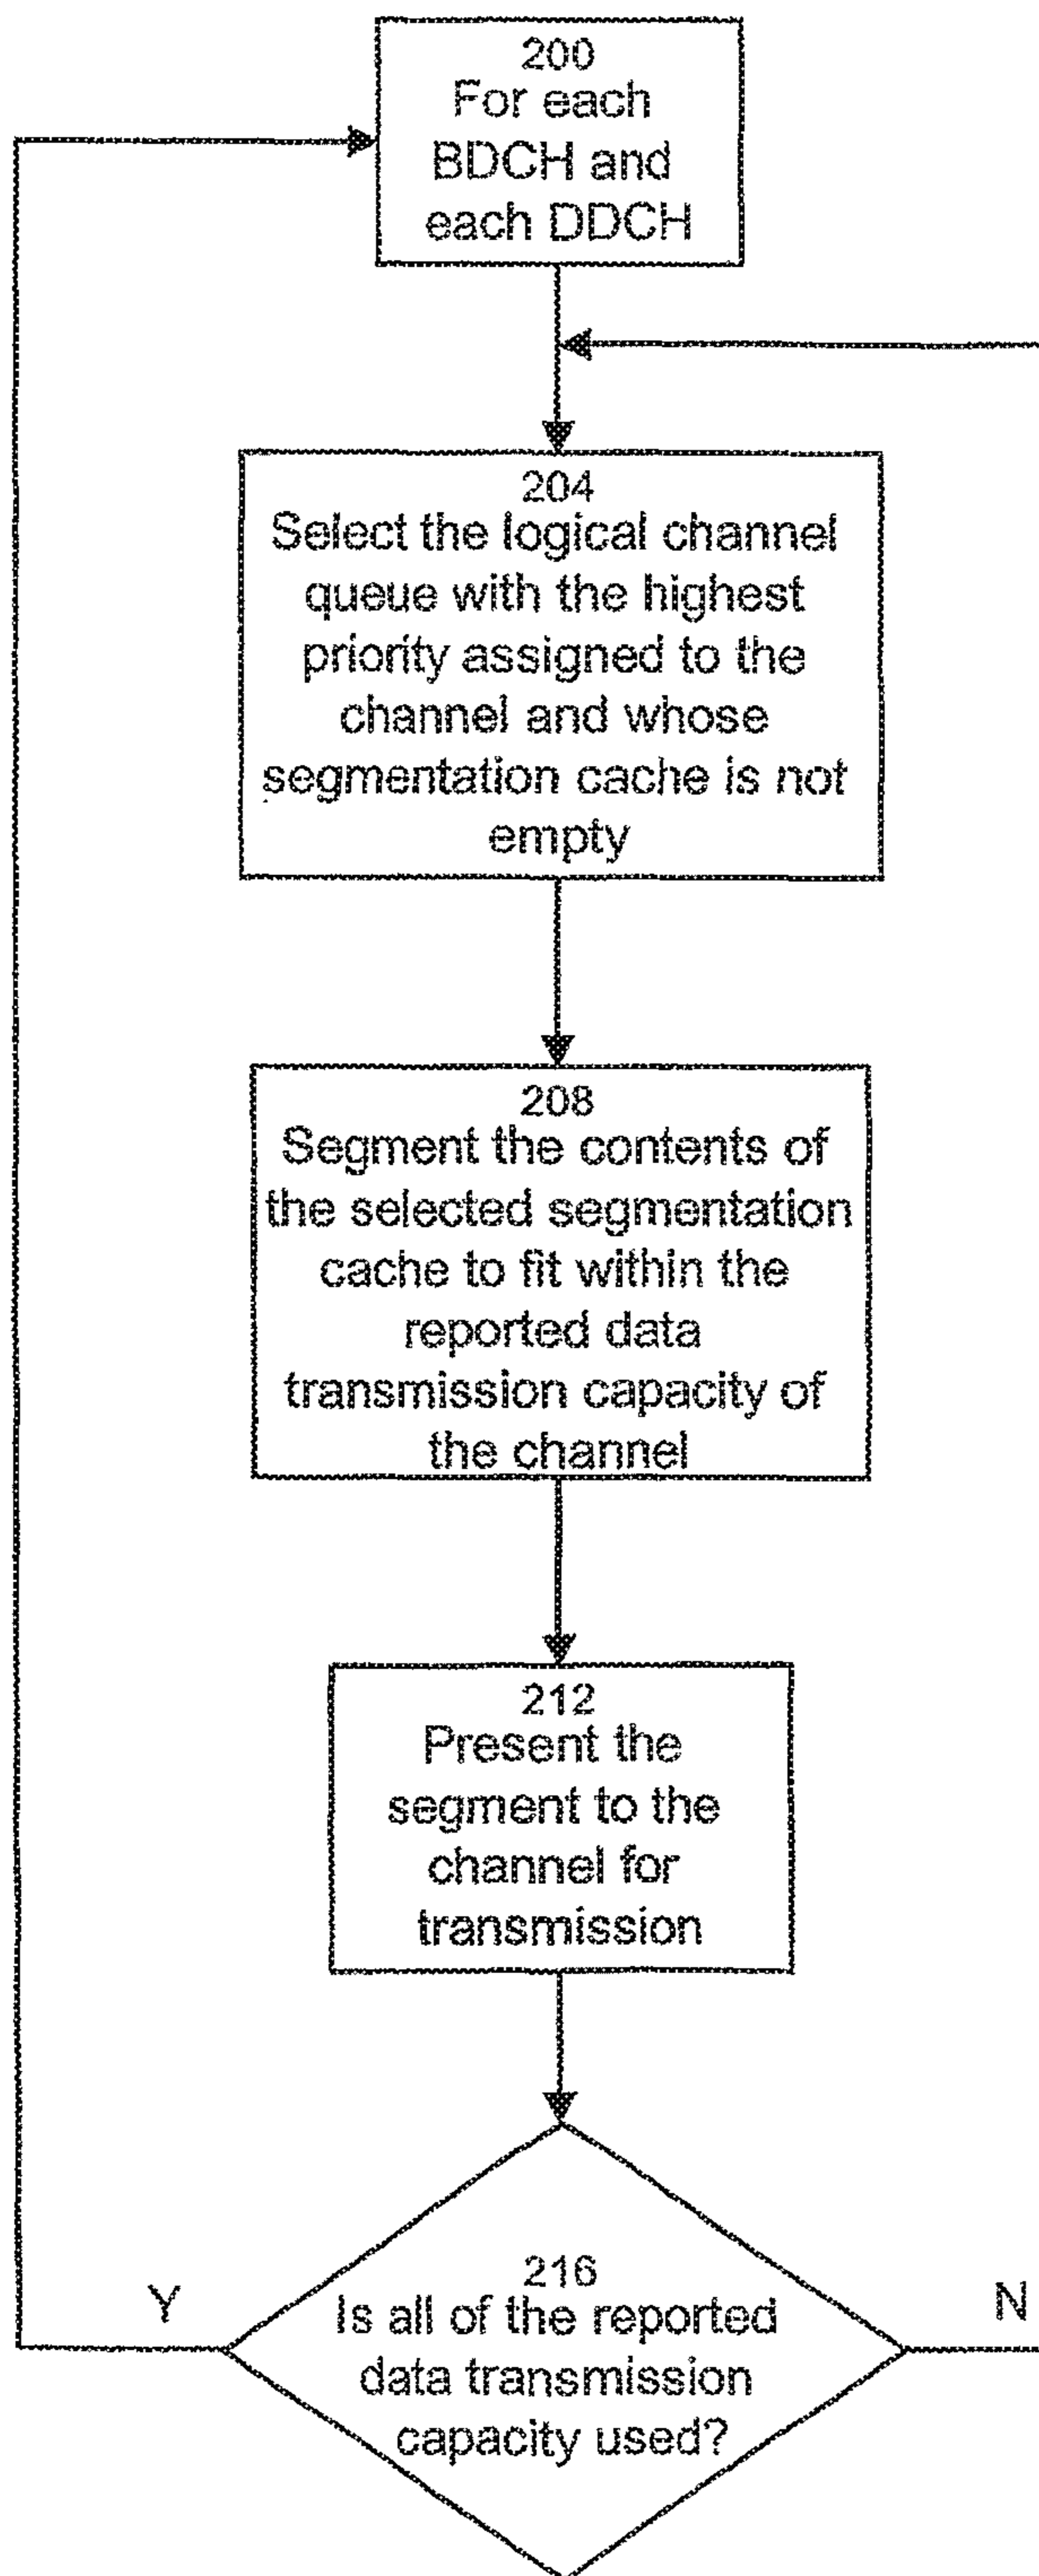 200
For each
BDCH and
each DDCH
204
Select the logical channel
queue with the highest
priority assigned to the
channel and whose
segmentation cache is not
empty
208
Segment the contents of
the selected segmentation
cache to fit within the
reported data
transmission capacity of
the channel
212
Present the
segment to the
channel for
transmission
216
Is all of the reported
data transmission
capacity used?
Y
N